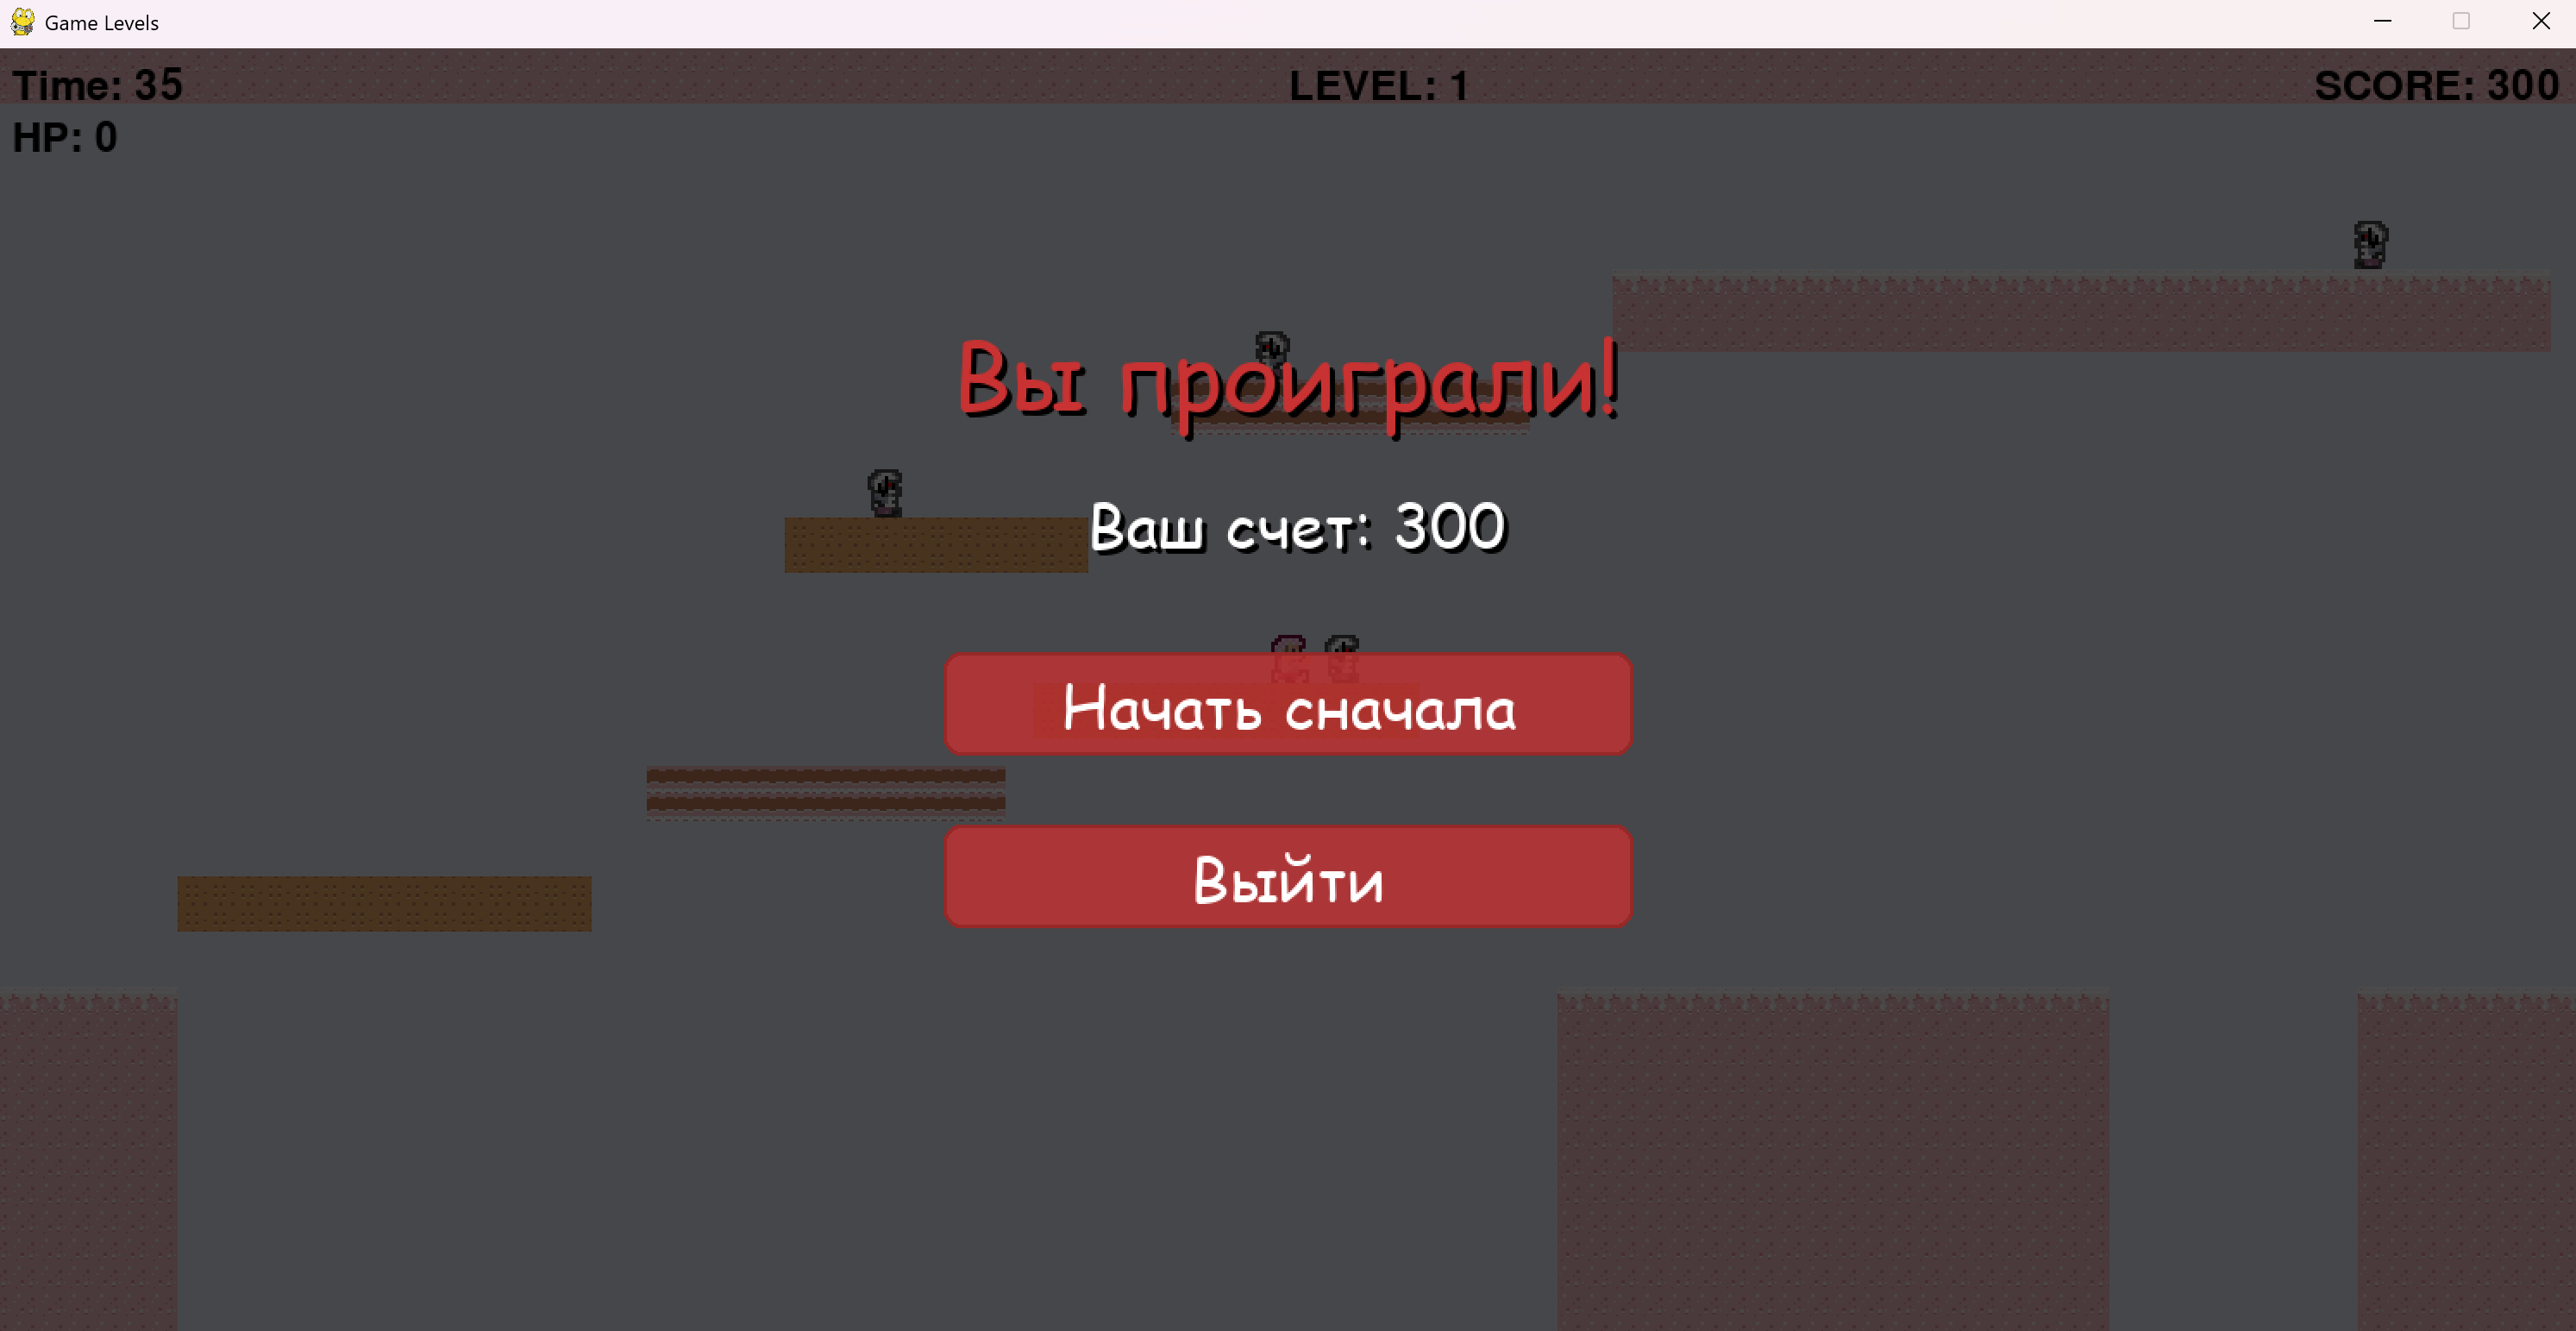 Game Levels
Time: 35
LEVEL: 1
SCORE: 300
HP: 0
Вы проиграли!
Ваш счет: 300
Начать сначала
Выйти